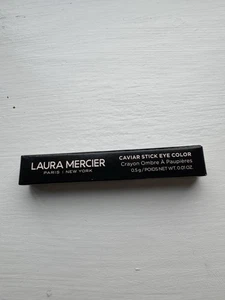 LAURA MERCIER
PARIS • NEW YORK
CAVIAR STICK EYE COLOR
Crayon Ombre À Paupières
0.5 g / POIDS NET WT. 0.01 OZ.